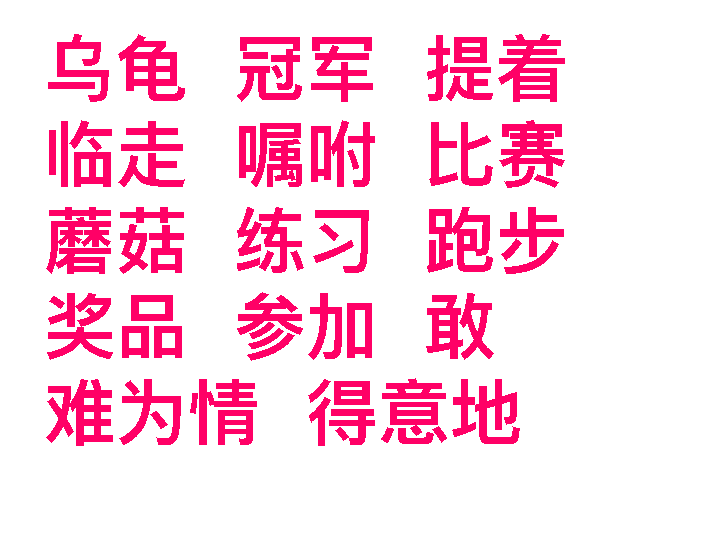 乌龟 冠军 提着
临走 嘱咐 比赛
蘑菇 练习 跑步
奖品 参加 敢
难为情 得意地